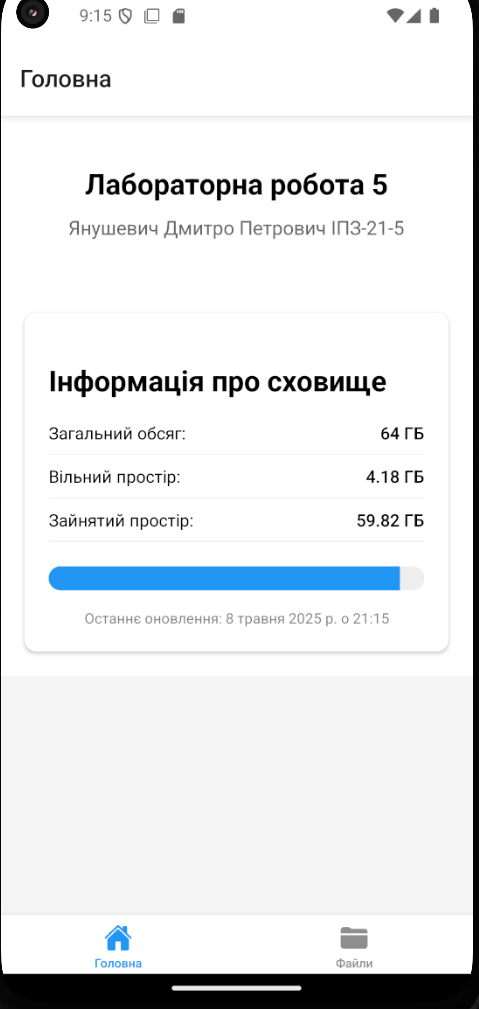 9:15
Головна
Лабораторна робота 5
Янушевич Дмитро Петрович ІПЗ-21-5
Інформація про сховище
Загальний обсяг: 64 ГБ
Вільний простір: 4.18 ГБ
Зайнятий простір: 59.82 ГБ
Останнє оновлення: 8 травня 2025 р. о 21:15
Головна Файли